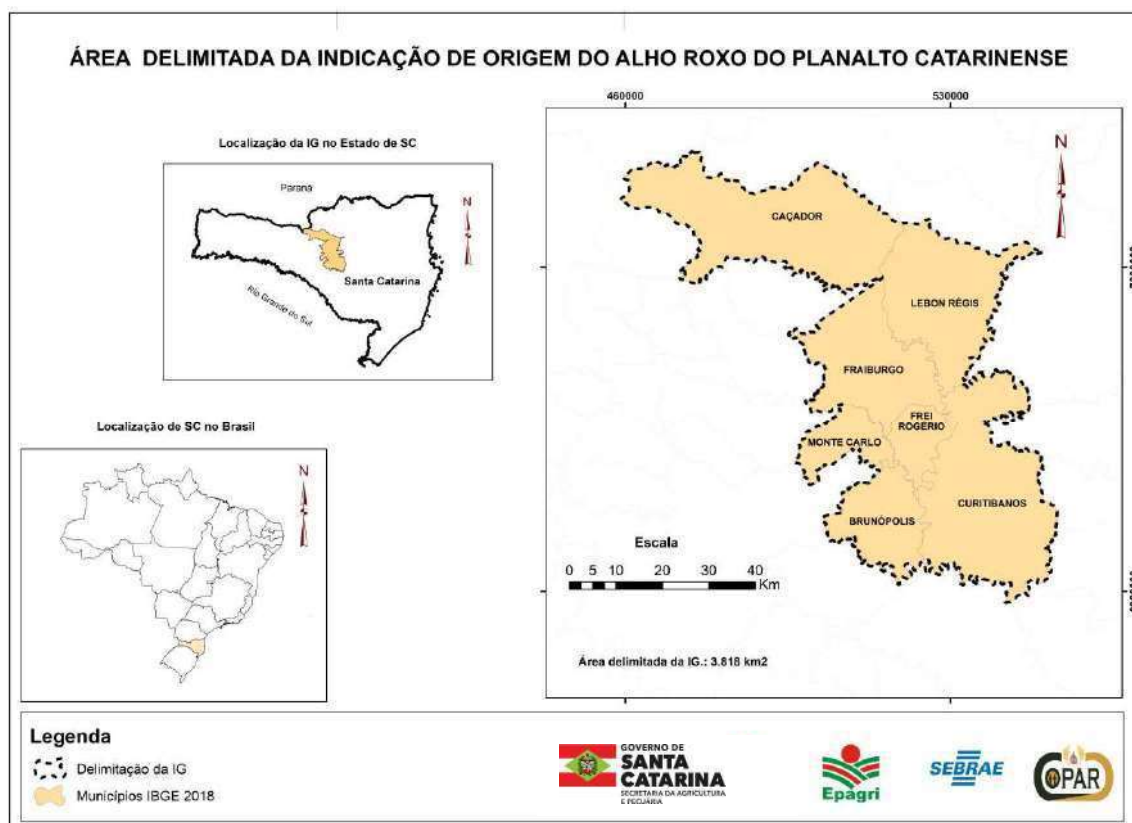 ÁREA DELIMITADA DA INDICAÇÃO DE ORIGEM DO ALHO ROXO DO PLANALTO CATARINENSE
Localização da IG no Estado de SC
Paraná
N
Santa Catarina
Rio Grande do Sul
Localização de SC no Brasil
N
460000
530000
N
CAÇADOR
LEBON RÉGIS
FRAIBURGO
FREI
ROGERIO
MONTE CARLO
CURITIBANOS
BRUNÓPOLIS
Escala
0 5 10 20 30 40
Km
Área delimitada da IG.: 3.818 km2
Legenda
Delimitação da IG
Municípios IBGE 2018
GOVERNO DE
SANTA
CATARINA
SECRETARIA DA AGRICULTURA
E PECUÁRIA
Epagri
SEBRAE
COPAR